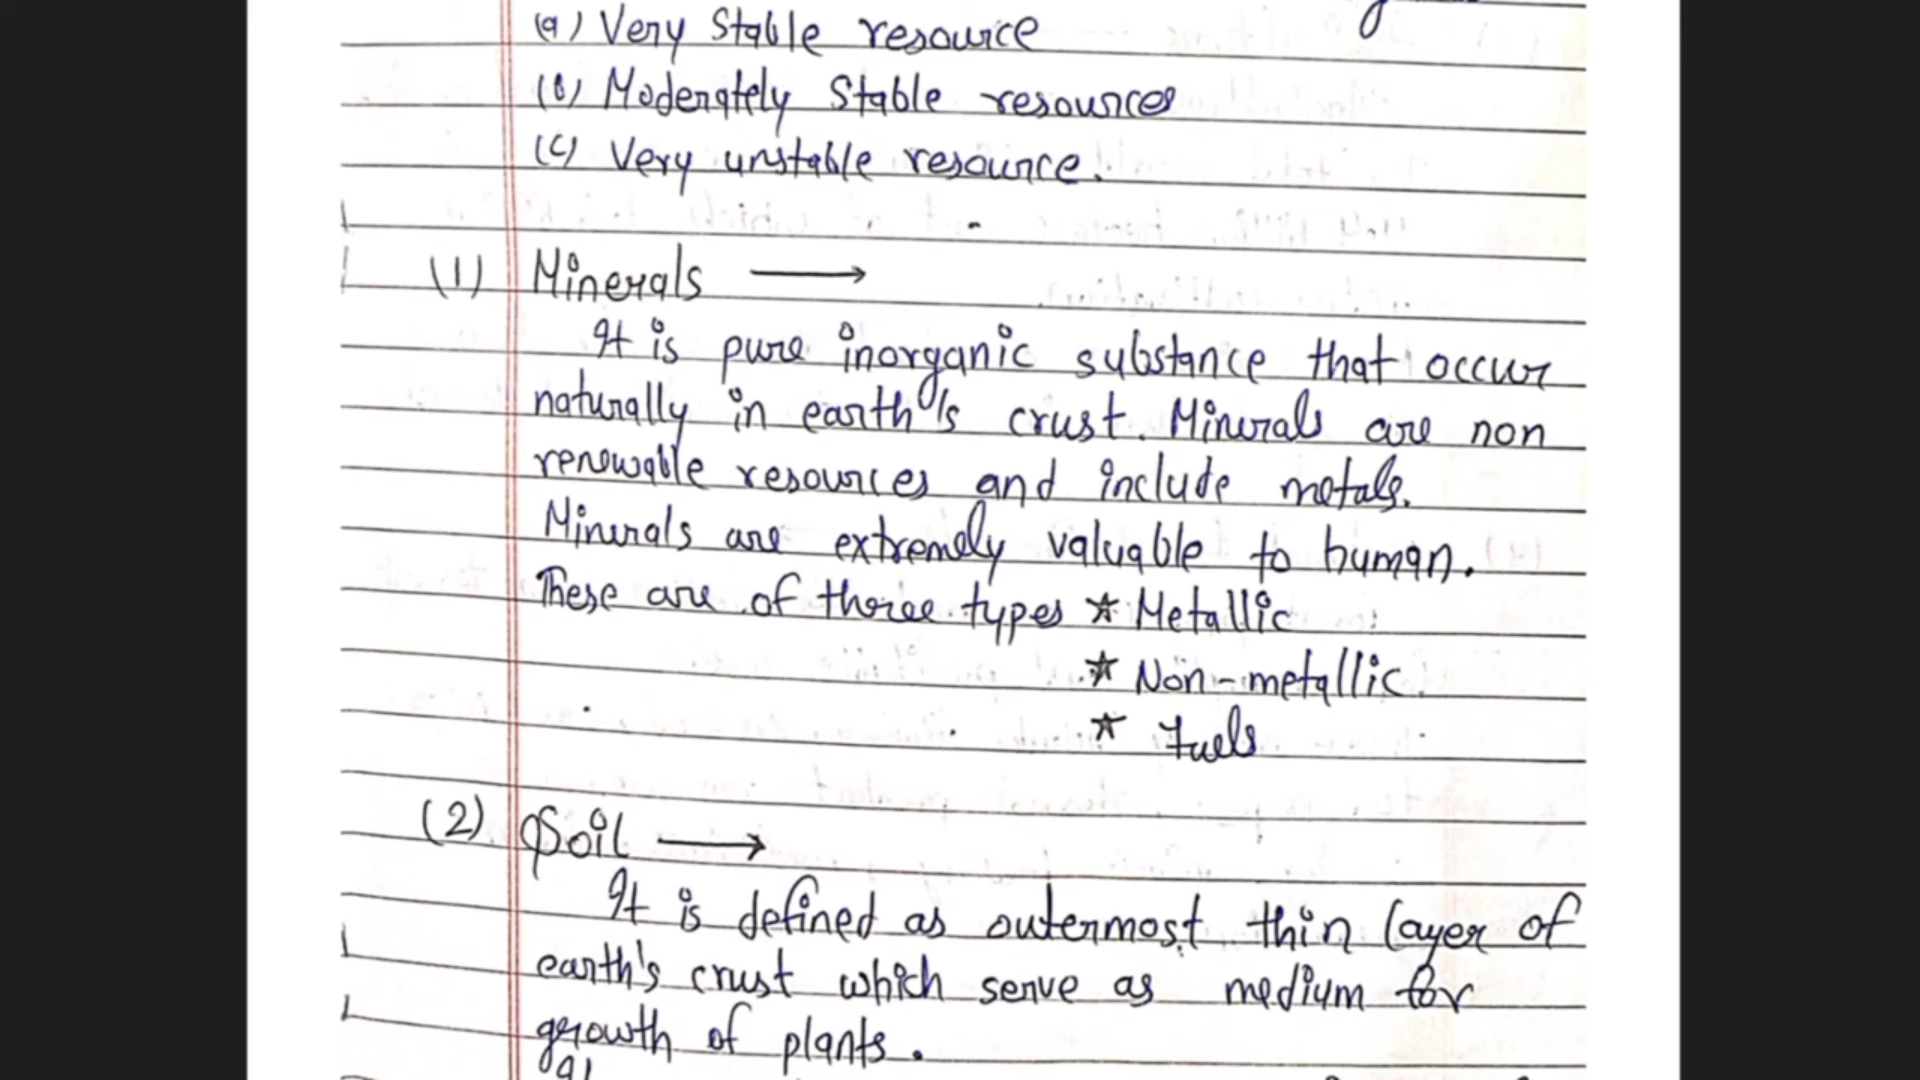 (a) Very Stable resource
(b) Moderately Stable resources
(c) Very unstable resource.
(1) Minerals →
It is pure inorganic substance that occur
naturally in earth's crust. Minerals are non
renewable resources and include metals.
Minerals are extremely valuable to human.
These are of three types ★ Metallic
★ Non-metallic
★ Fuels
(2) Soil →
It is defined as outermost thin layer of
earth's crust which serve as medium for
growth of plants.